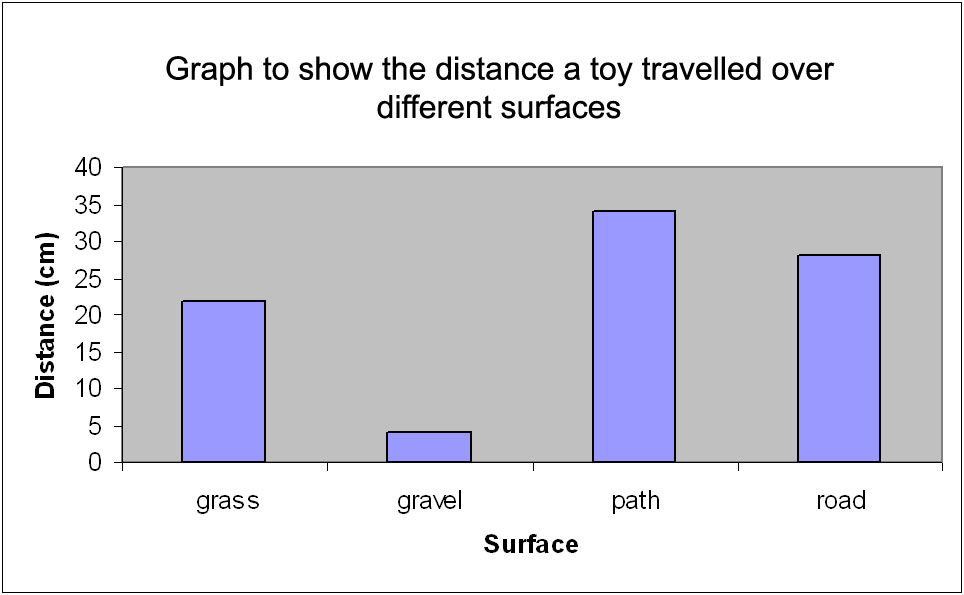 Graph to show the distance a toy travelled over
different surfaces
40
35
30
25
20
15
10
5
0
Distance (cm)
grass gravel path road
Surface